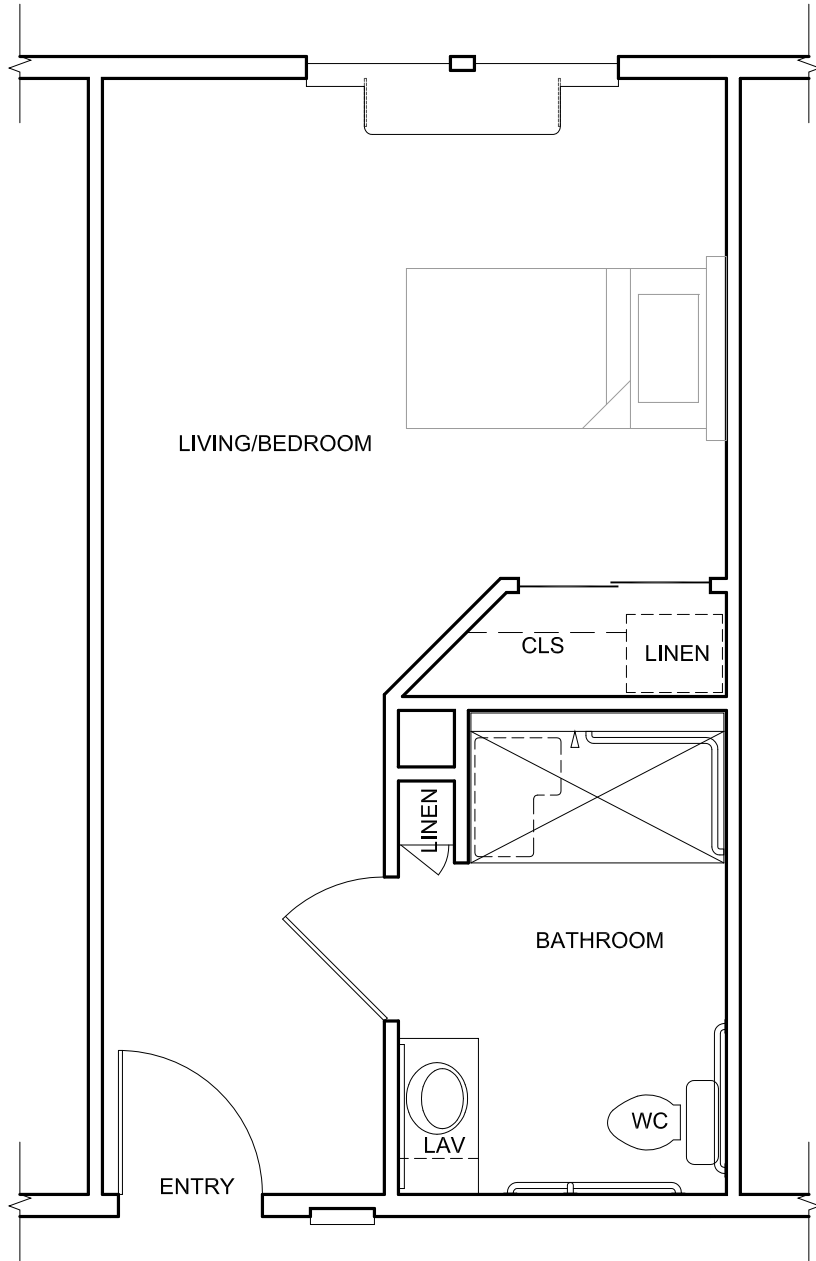 LIVING/BEDROOM
CLS
LINEN
LINEN
BATHROOM
WC
LAV
ENTRY